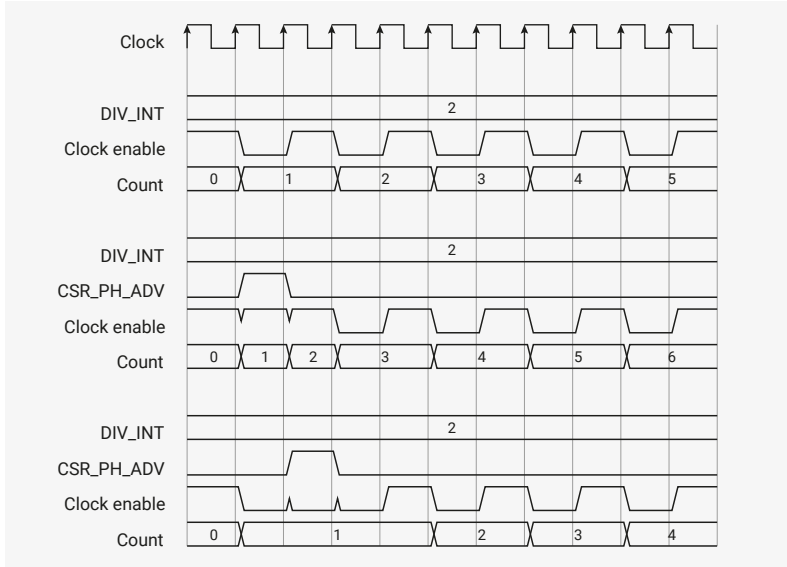 Clock
DIV_INT 2
Clock enable
Count 0 1 2 3 4 5
DIV_INT 2
CSR_PH_ADV
Clock enable
Count 0 1 2 3 4 5 6
DIV_INT 2
CSR_PH_ADV
Clock enable
Count 0 1 2 3 4